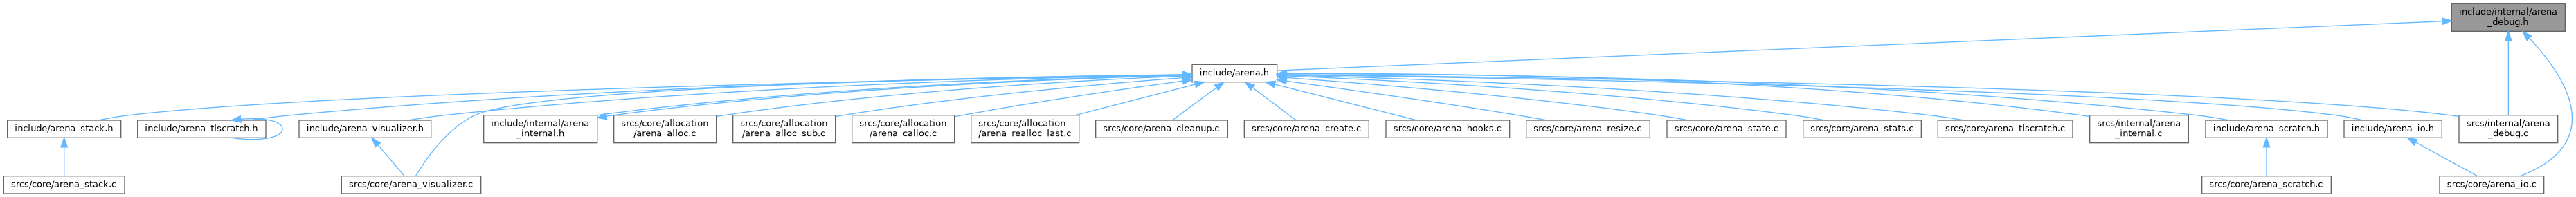 include/internal/arena
_debug.h
include/arena.h
include/arena_stack.h
include/arena_tlscratch.h
include/arena_visualizer.h
include/internal/arena
_internal.h
srcs/core/allocation
/arena_alloc.c
srcs/core/allocation
/arena_alloc_sub.c
srcs/core/allocation
/arena_calloc.c
srcs/core/allocation
/arena_realloc_last.c
srcs/core/arena_cleanup.c
srcs/core/arena_create.c
srcs/core/arena_hooks.c
srcs/core/arena_resize.c
srcs/core/arena_state.c
srcs/core/arena_stats.c
srcs/core/arena_tlscratch.c
srcs/internal/arena
_internal.c
include/arena_scratch.h
include/arena_io.h
srcs/internal/arena
_debug.c
srcs/core/arena_stack.c
srcs/core/arena_visualizer.c
srcs/core/arena_scratch.c
srcs/core/arena_io.c